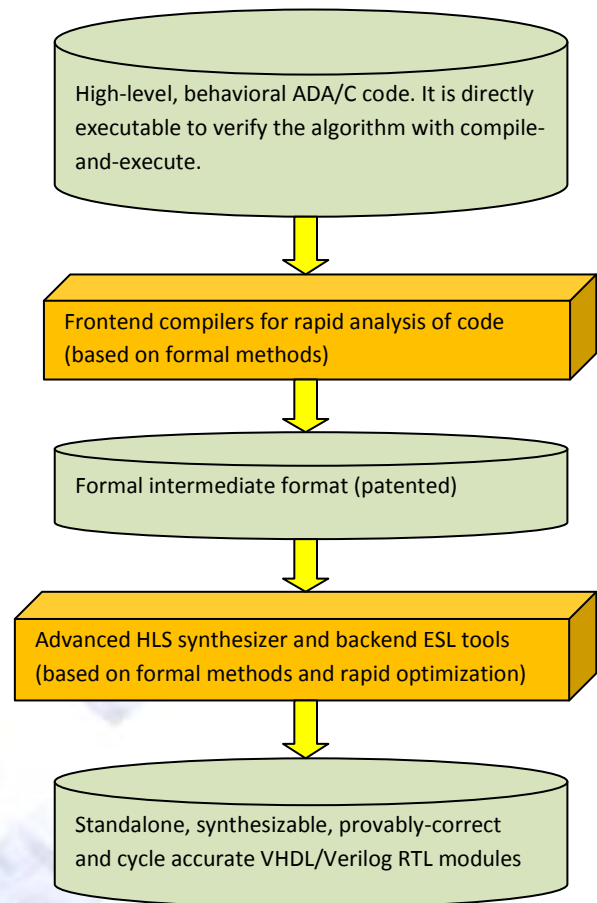 High-level, behavioral ADA/C code. It is directly
executable to verify the algorithm with compile-
and-execute.
Frontend compilers for rapid analysis of code
(based on formal methods)
Formal intermediate format (patented)
Advanced HLS synthesizer and backend ESL tools
(based on formal methods and rapid optimization)
Standalone, synthesizable, provably-correct
and cycle accurate VHDL/Verilog RTL modules